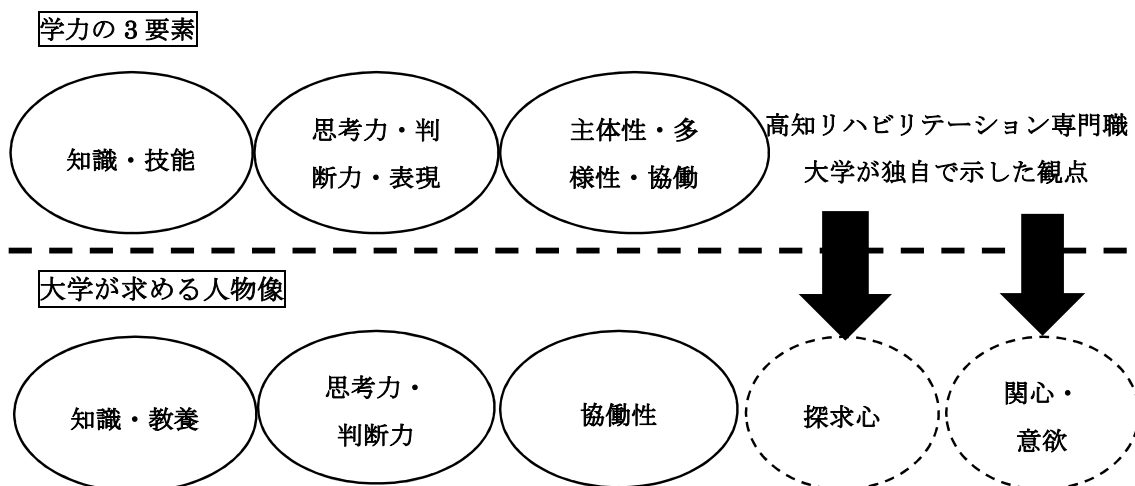 学力の3要素
知識・技能
思考力・判
断力・表現
主体性・多
様性・協働
高知リハビリテーション専門職
大学が独自で示した観点
大学が求める人物像
知識・教養
思考力・
判断力
協働性
探求心
関心・
意欲